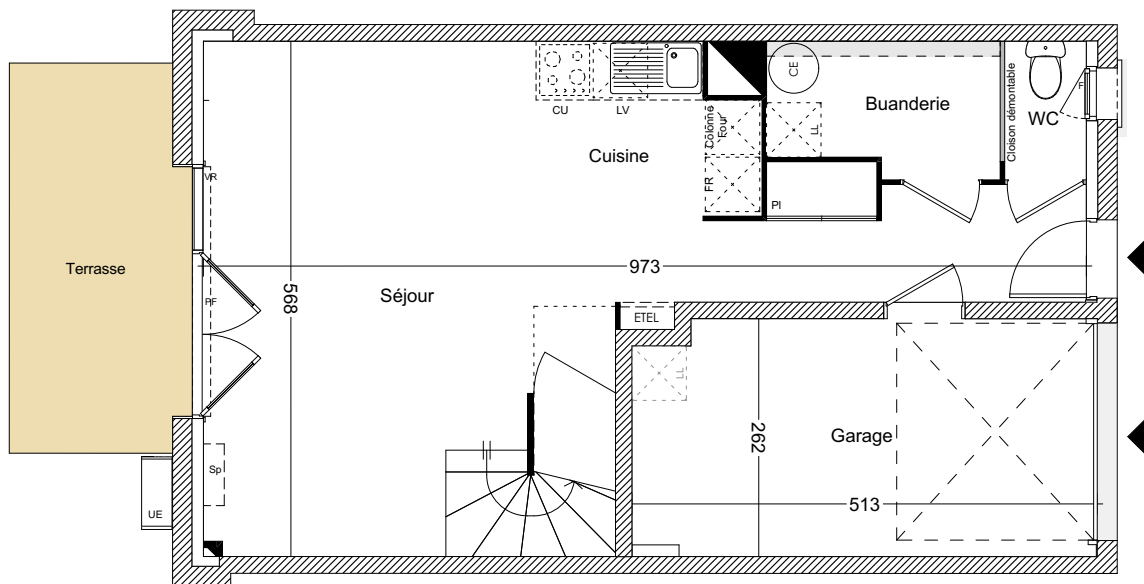 CE
Buanderie
Cloison démontable
WC
F
CU
LV
Colonne
Four
LL
Cuisine
FR
PI
VR
Terrasse
973
568
Séjour
PF
ETEL
LL
262
Garage
Sp
513
UE